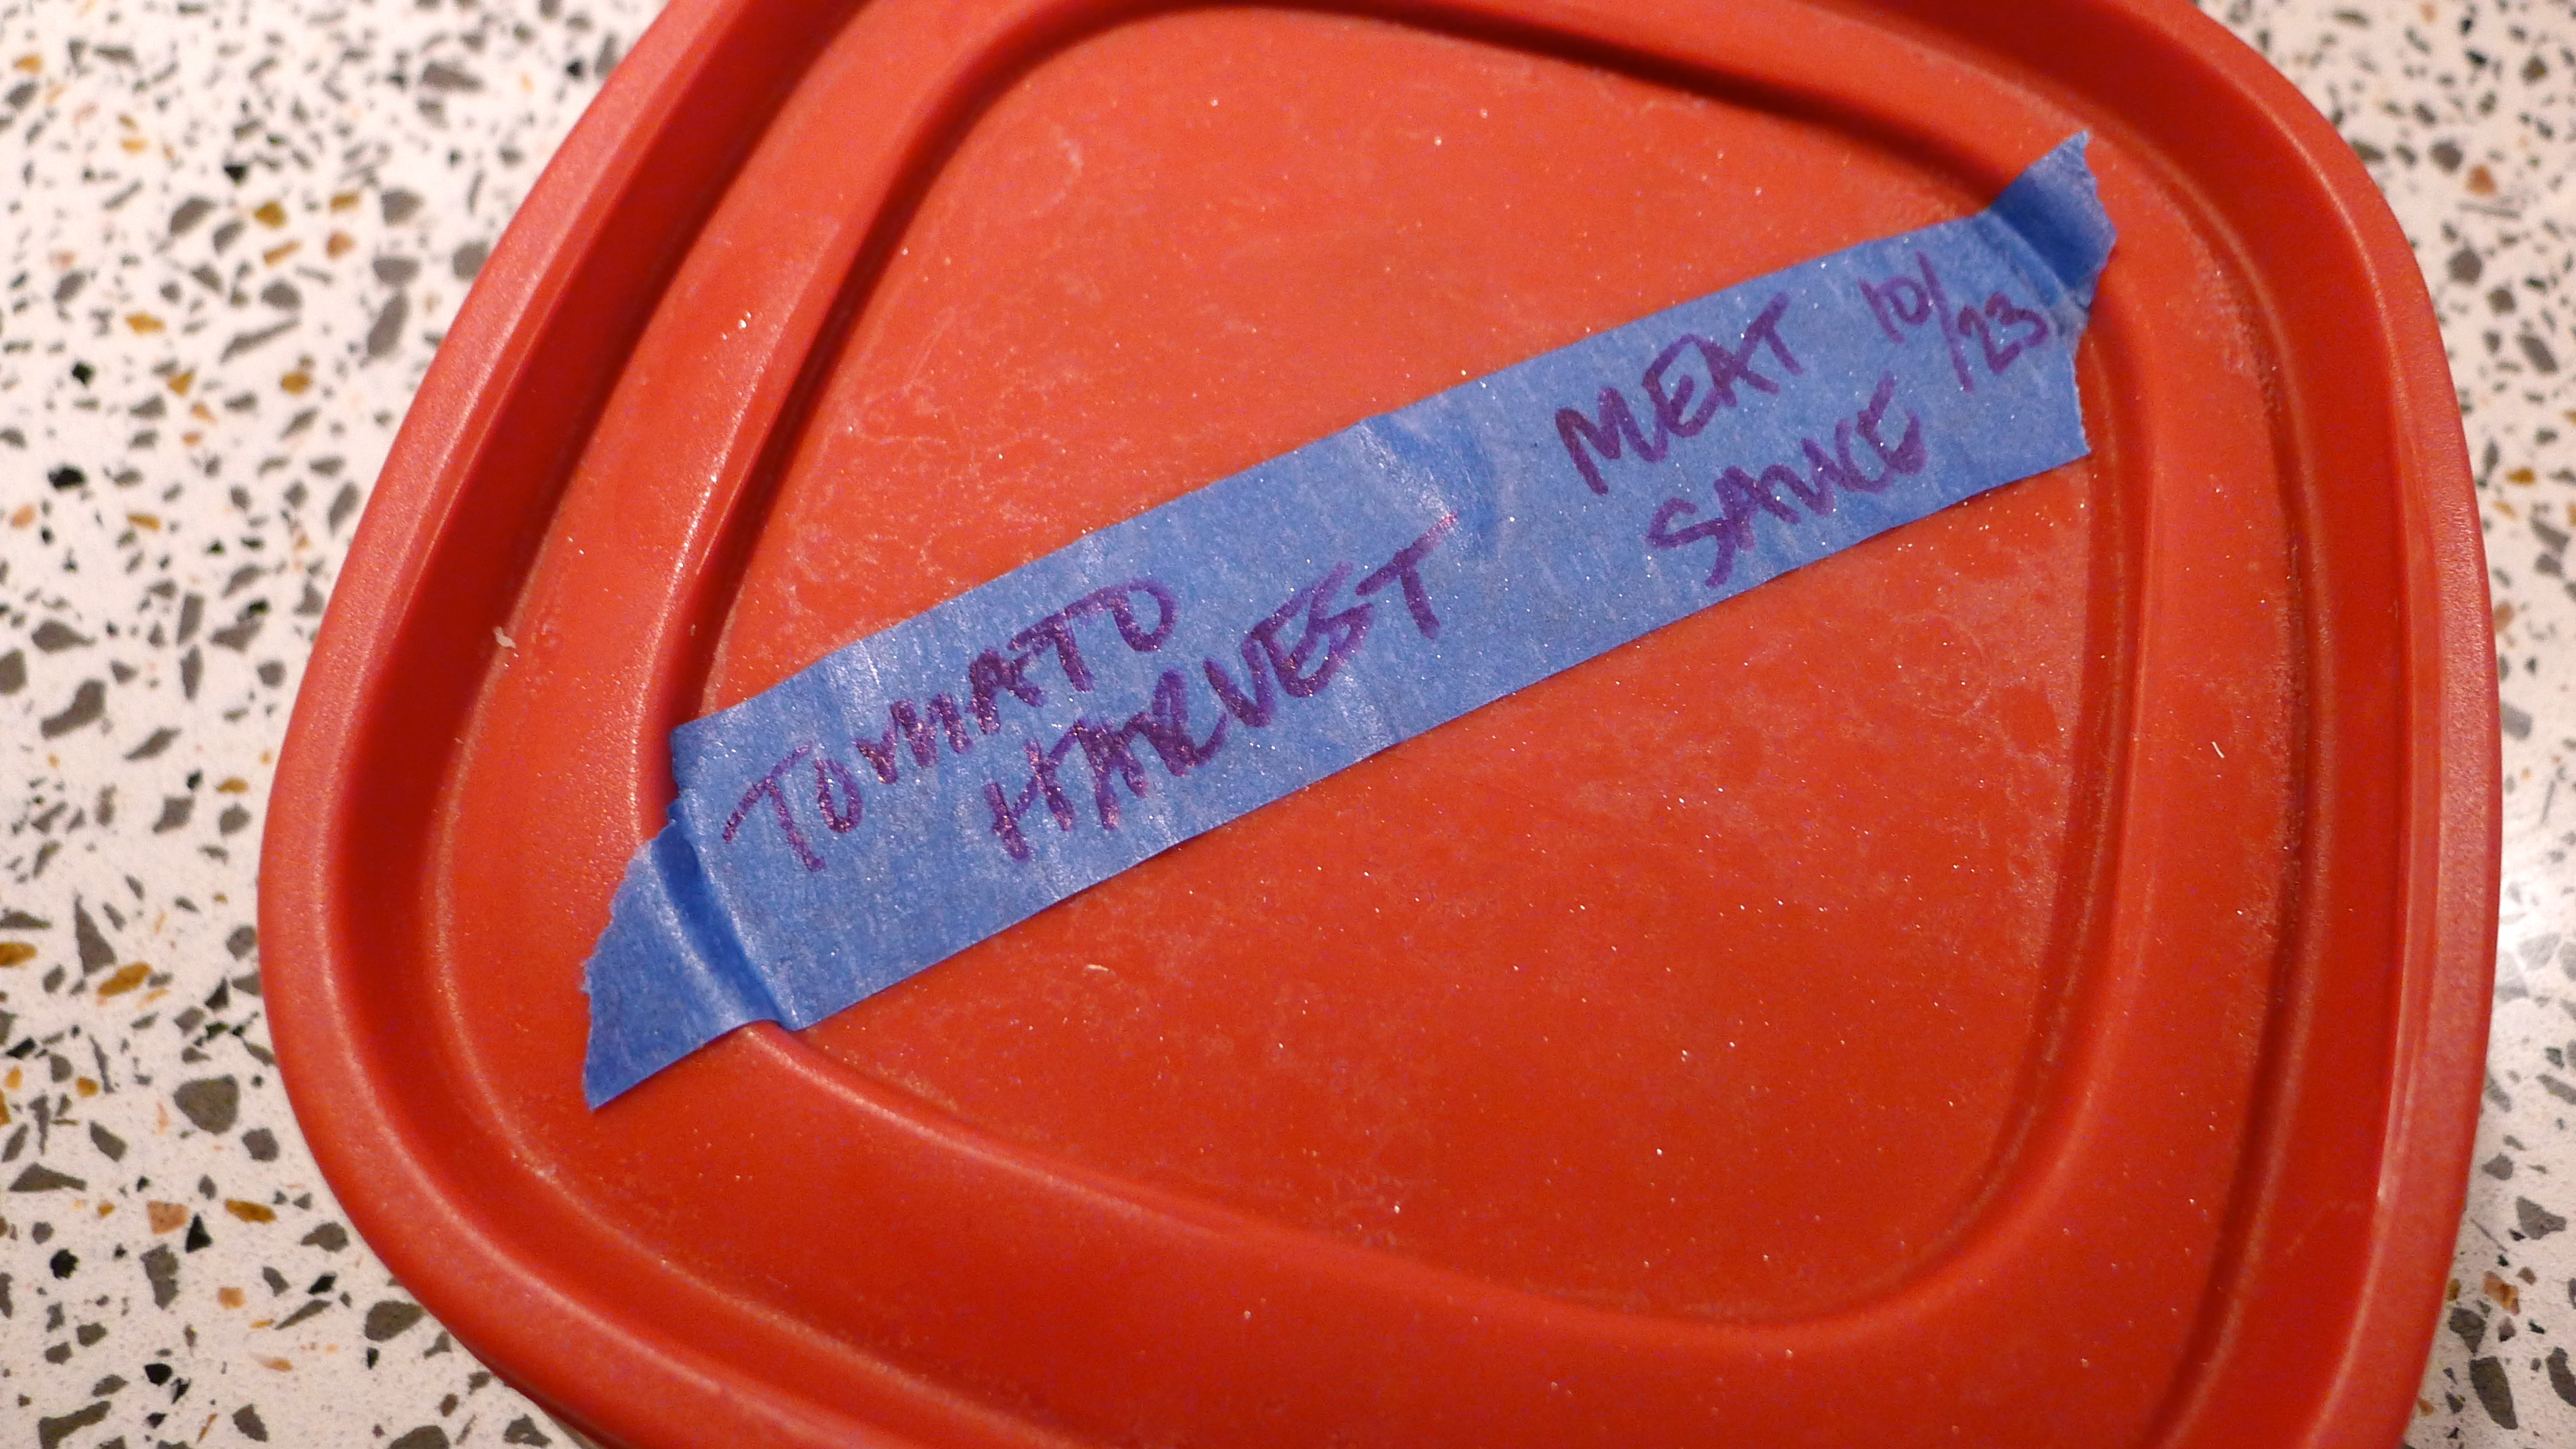 TOMATO
HARVEST
MEAT
SAUCE
10/23